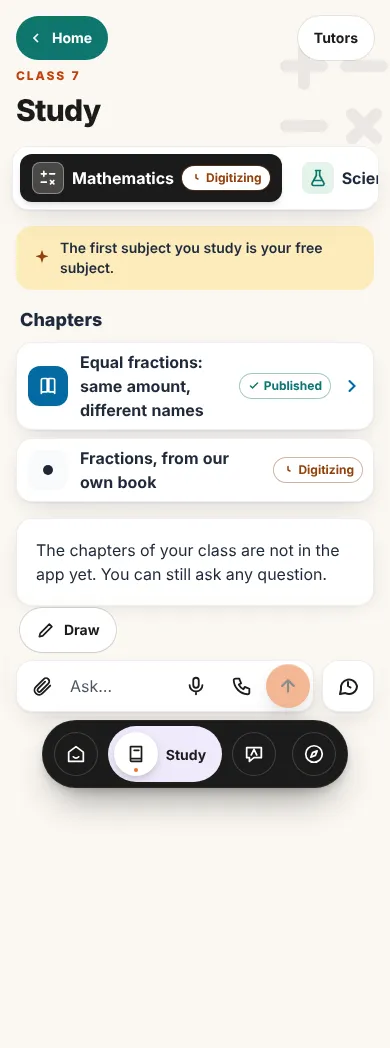 Home
Tutors
CLASS 7
Study
Mathematics
Digitizing
Scien
The first subject you study is your free
subject.
Chapters
Equal fractions:
same amount,
different names
Published
Fractions, from our
own book
Digitizing
The chapters of your class are not in the
app yet. You can still ask any question.
Draw
Ask...
Study